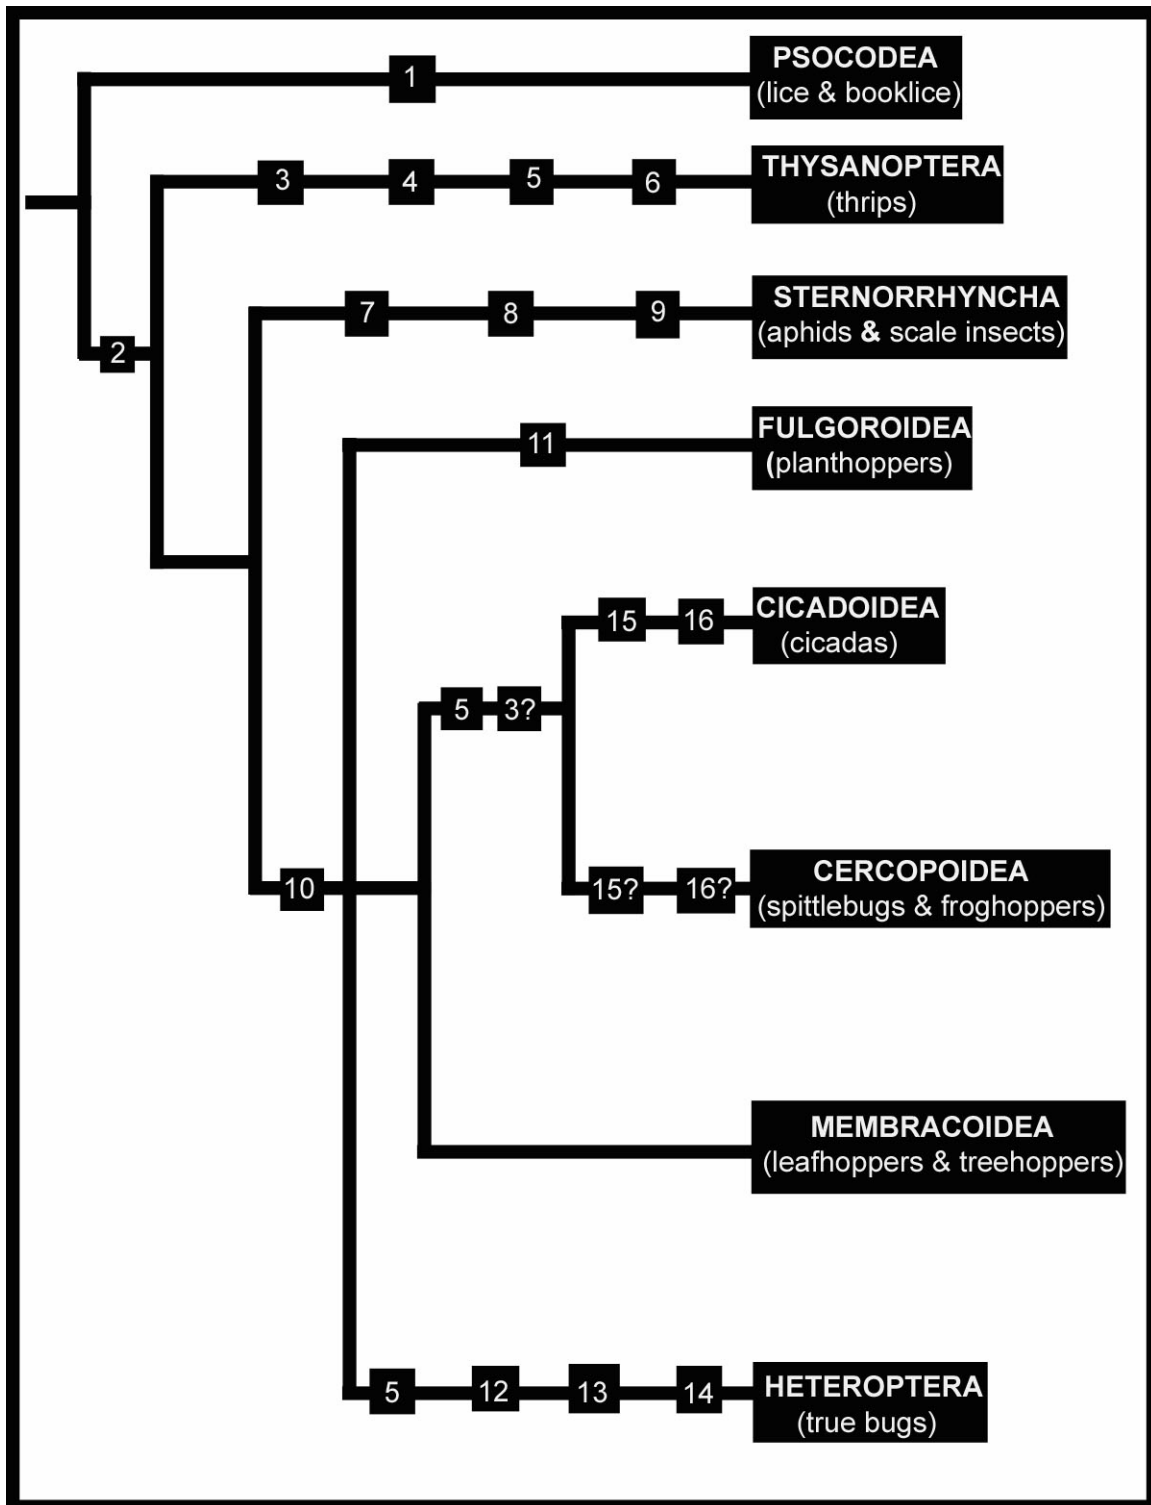 1
PSOCODEA
(lice & booklice)
3 4 5 6
THYSANOPTERA
(thrips)
2
7 8 9
STERNORRHYNCHA
(aphids & scale insects)
11
FULGOROIDEA
(planthoppers)
15 16
CICADOIDEA
(cicadas)
5 3?
10
15? 16?
CERCOPOIDEA
(spittlebugs & froghoppers)
MEMBRACOIDEA
(leafhoppers & treehoppers)
5 12 13 14
HETEROPTERA
(true bugs)